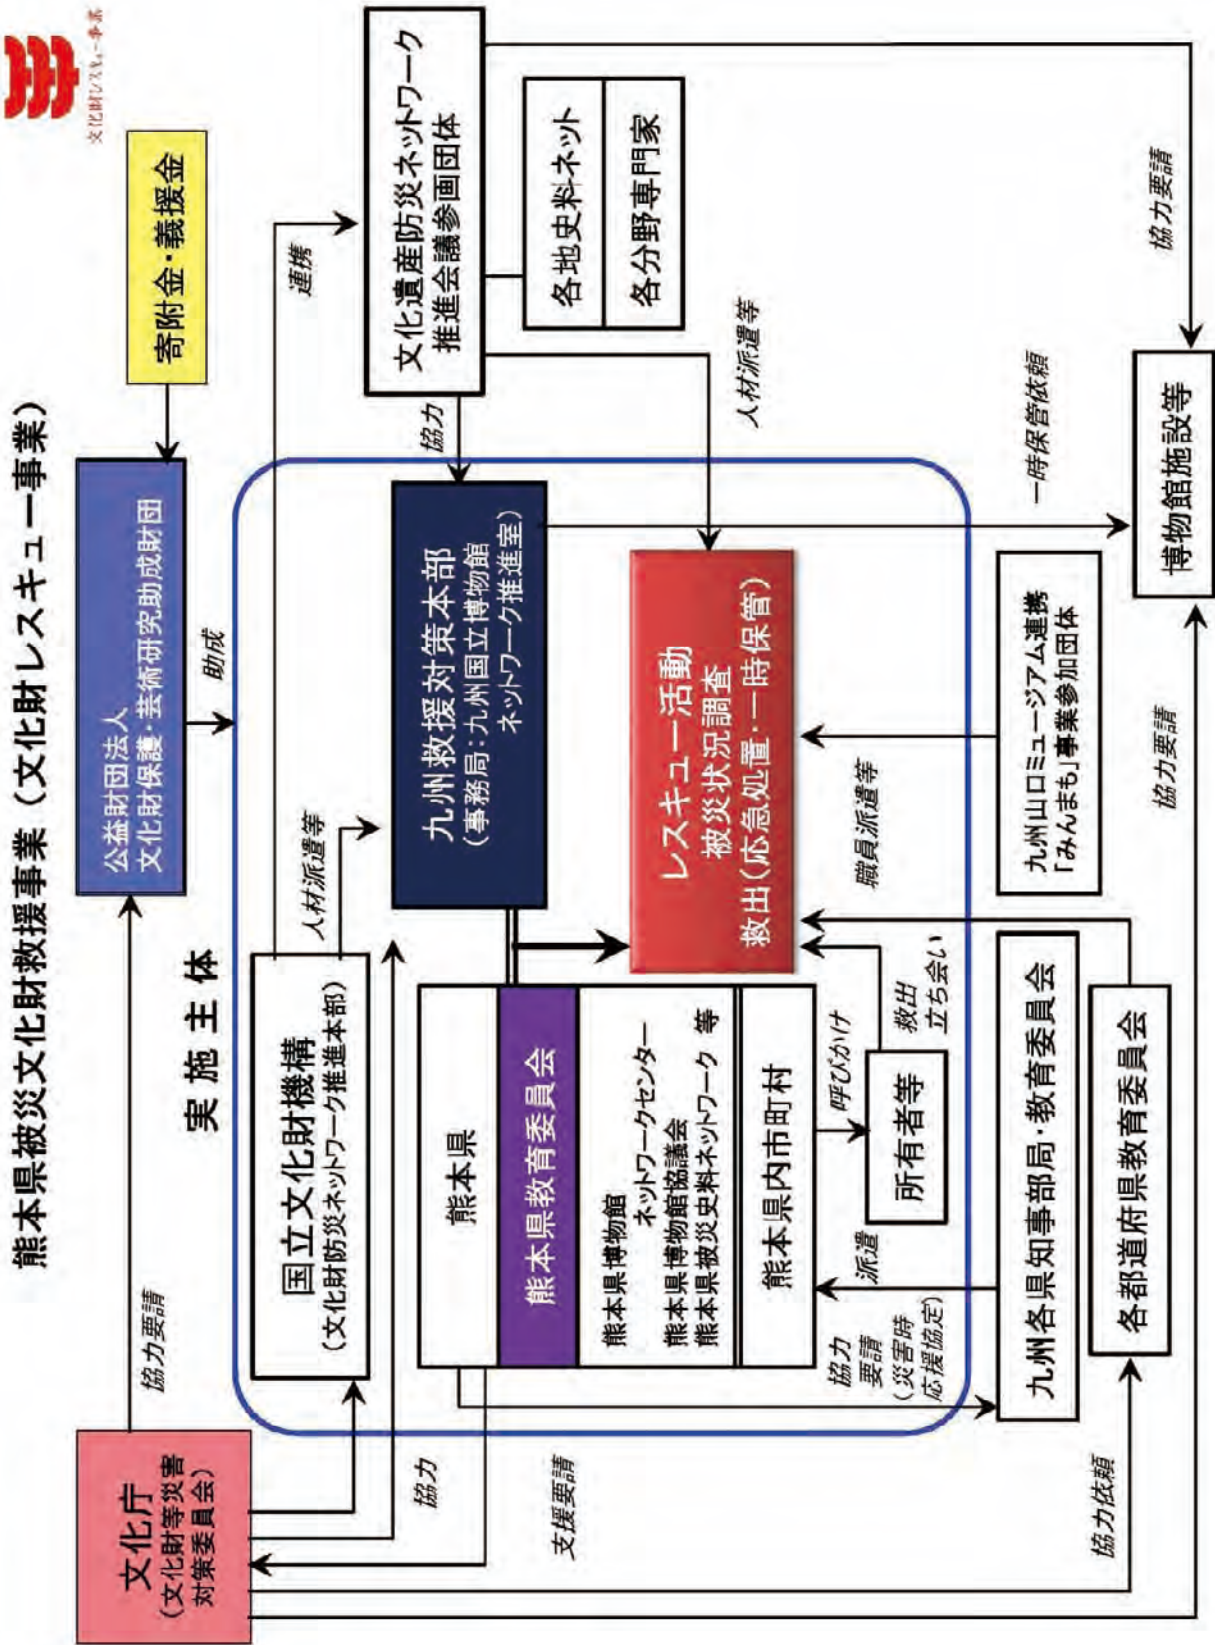 熊本県被災文化財救援事業（文化財レスキュー事業）
文化財レスキュー事業
文化庁
（文化財等災害
対策委員会）
協力要請
公益財団法人
文化財保護・芸術研究助成財団
寄附金・義援金
助成
実施主体
国立文化財機構
（文化財防災ネットワーク推進本部）
人材派遣等
連携
協力
九州救援対策本部
（事務局：九州国立博物館
ネットワーク推進室）
協力
文化遺産防災ネットワーク
推進会議参画団体
各地史料ネット
各分野専門家
支援要請
熊本県
熊本県教育委員会
熊本県博物館
ネットワークセンター
熊本県博物館協議会
熊本県被災史料ネットワーク 等
熊本県内市町村
レスキュー活動
被災状況調査
救出（応急処置・一時保管）
人材派遣等
協力
要請
（災害時
応援協定）
派遣
呼びかけ
所有者等
救出
立ち会い
職員派遣等
一時保管依頼
協力要請
九州各県知事部局・教育委員会
九州山口ミュージアム連携
「みんまも」事業参加団体
協力依頼
各都道府県教育委員会
協力要請
博物館施設等